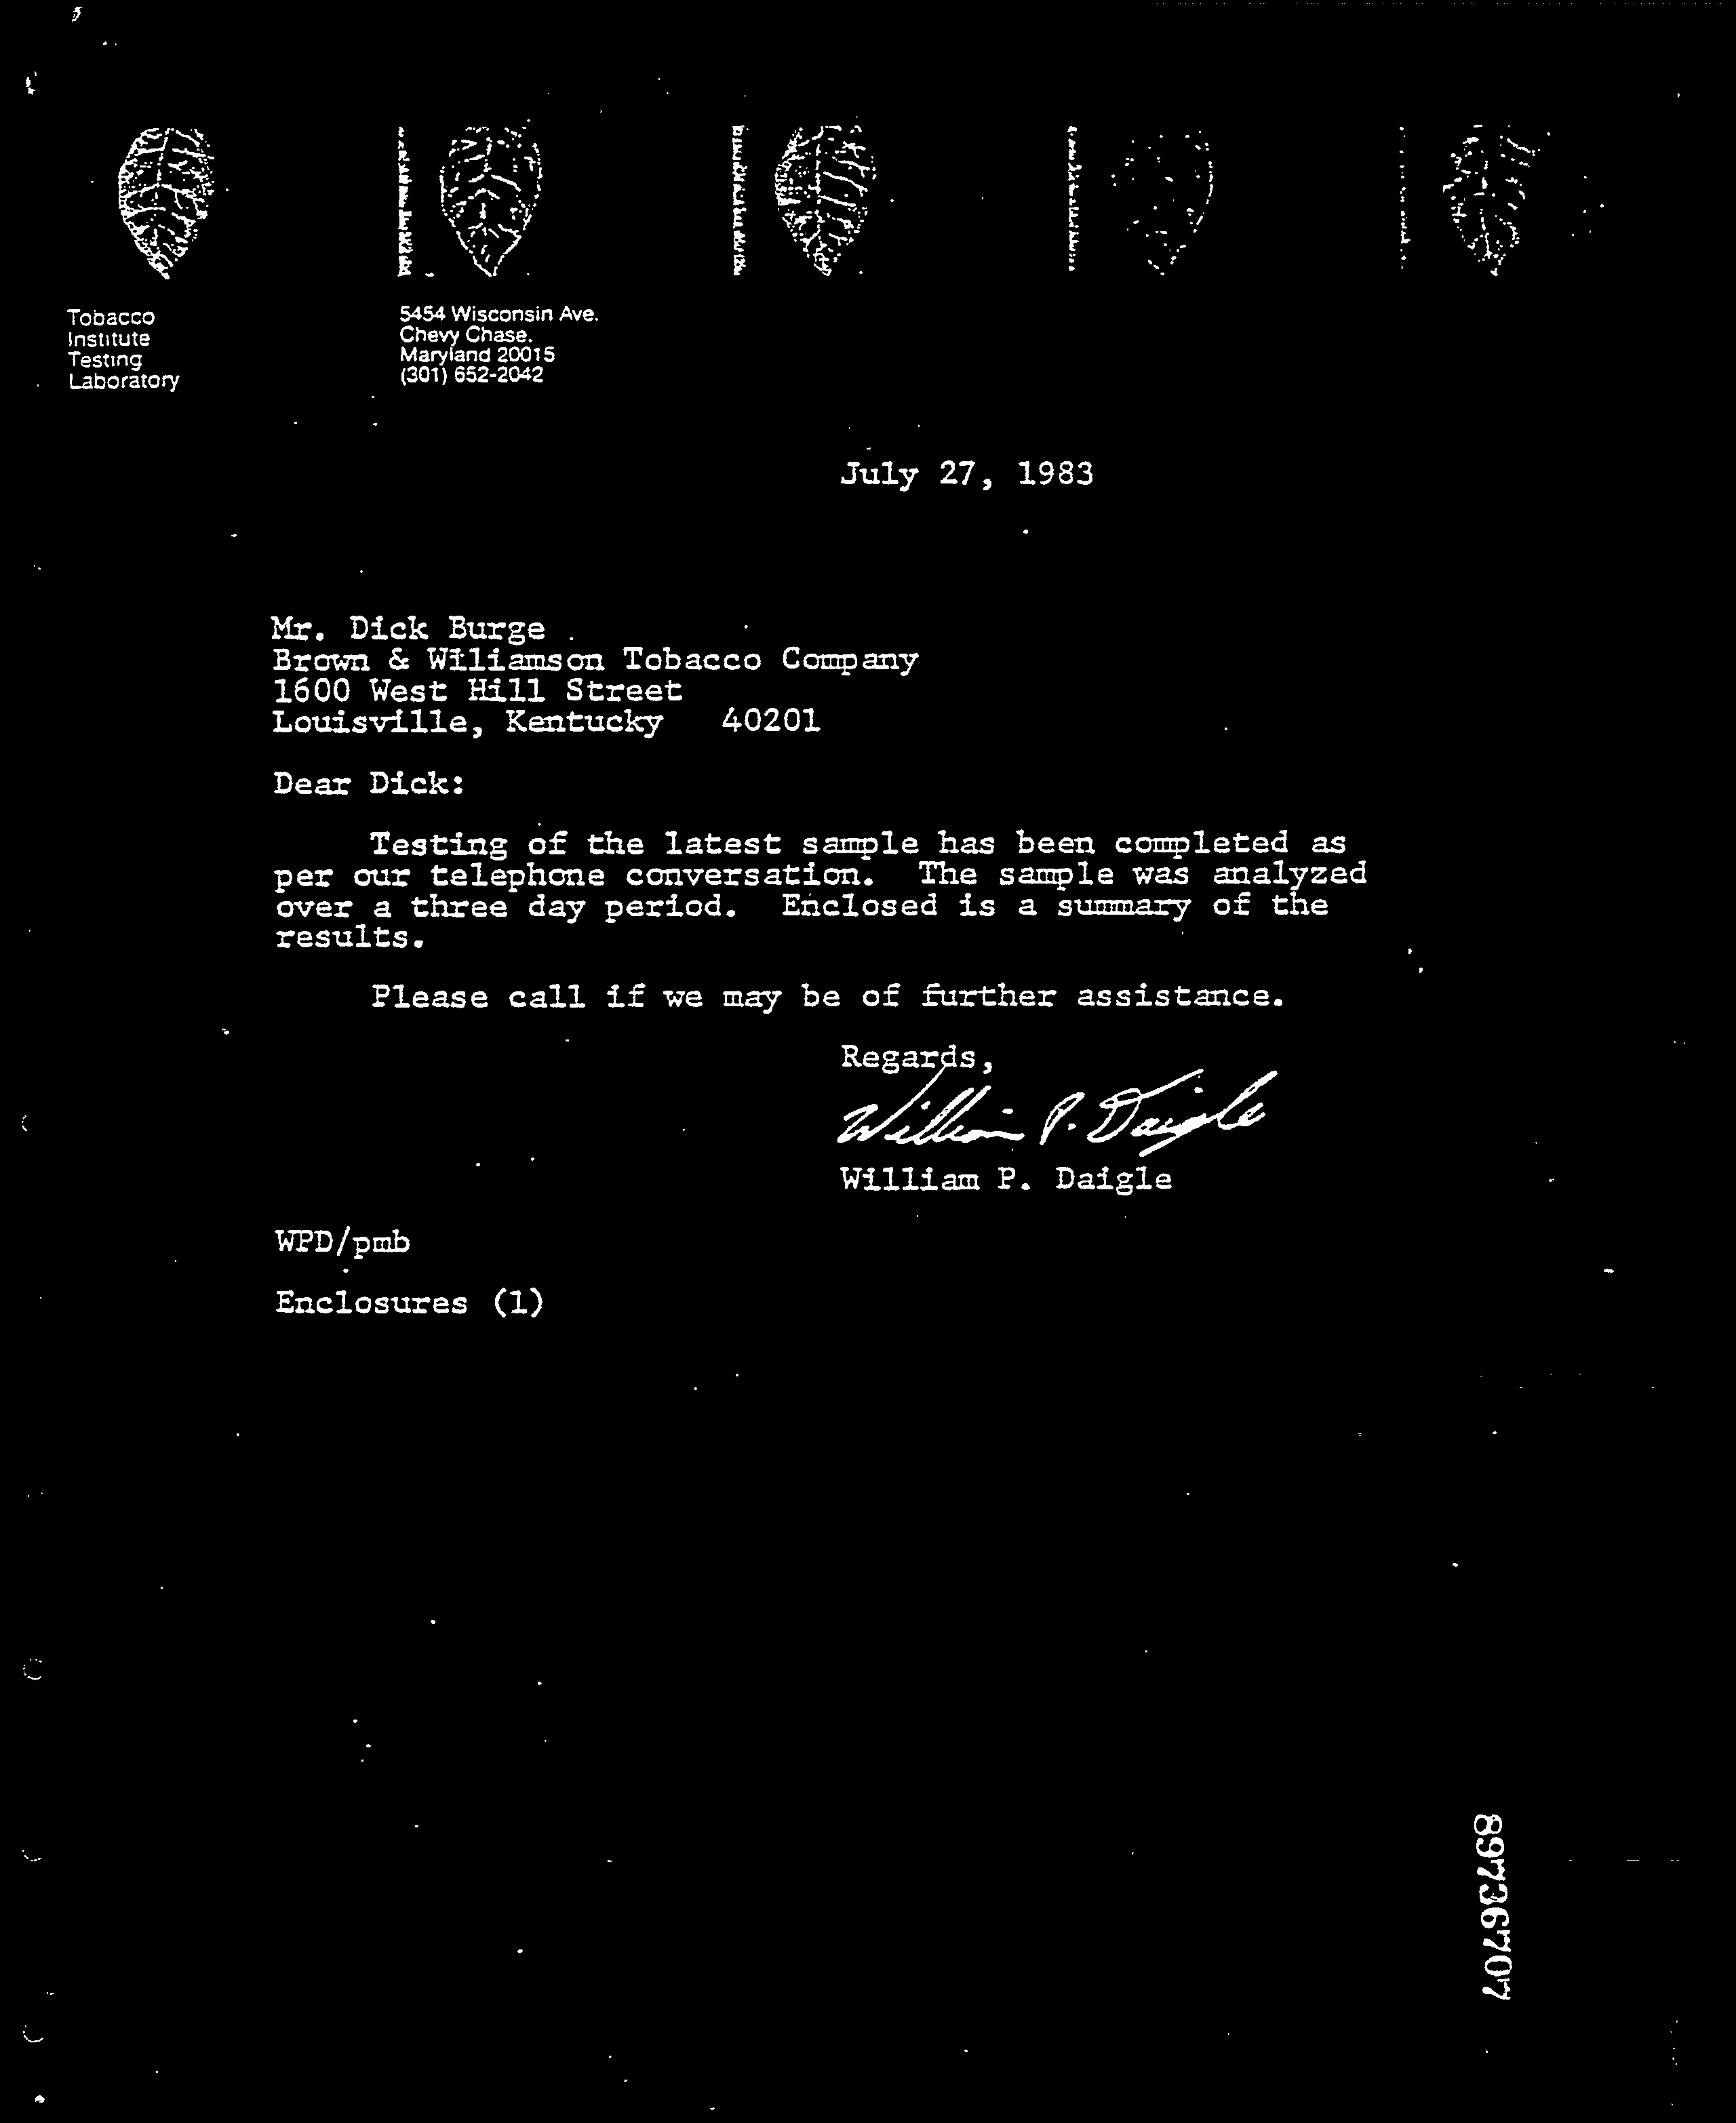 Tobacco
Institute
Testing
Laboratory
5454 Wisconsin Ave.
Chevy Chase.
Maryland 20015
(301) 652-2042
July 27, 1983
Mr. Dick Burge
Brown & Wiliamson Tobacco Company
1600 West Hill Street
Louisville, Kentucky 40201
Dear Dick:
Testing of the latest sample has been completed as
per our telephone conversation. The sample was analyzed
over a three day period. Enclosed is a summary of the
results.
Please call if we may be of further assistance.
Regards,
William P. Daigle
William P. Daigle
WPD/pmb
Enclosures (1)
897367707